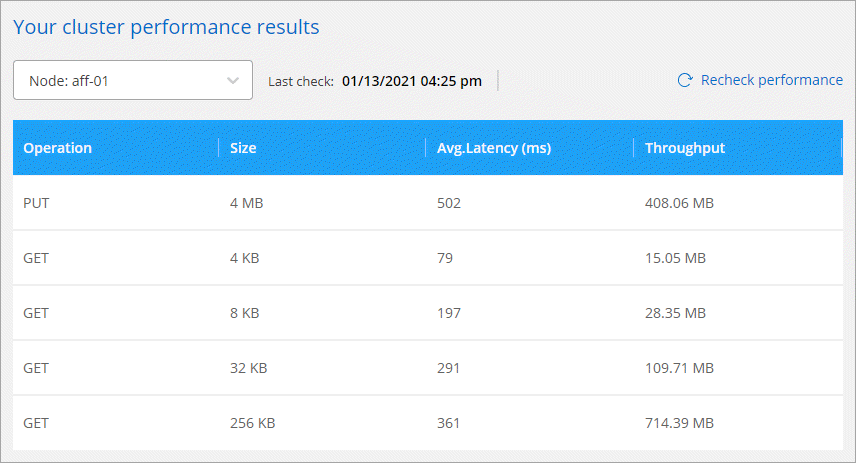 Your cluster performance results
Node: aff-01 Last check: 01/13/2021 04:25 pm Recheck performance
Operation Size Avg.Latency (ms) Throughput
PUT 4 MB 502 408.06 MB
GET 4 KB 79 15.05 MB
GET 8 KB 197 28.35 MB
GET 32 KB 291 109.71 MB
GET 256 KB 361 714.39 MB